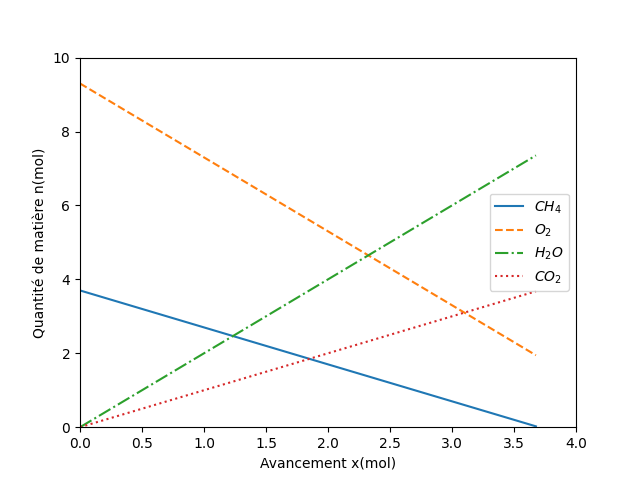 10
8
6
4
2
0
Quantité de matière n(mol)
CH₄
O₂
H₂O
CO₂
0.0 0.5 1.0 1.5 2.0 2.5 3.0 3.5 4.0
Avancement x(mol)